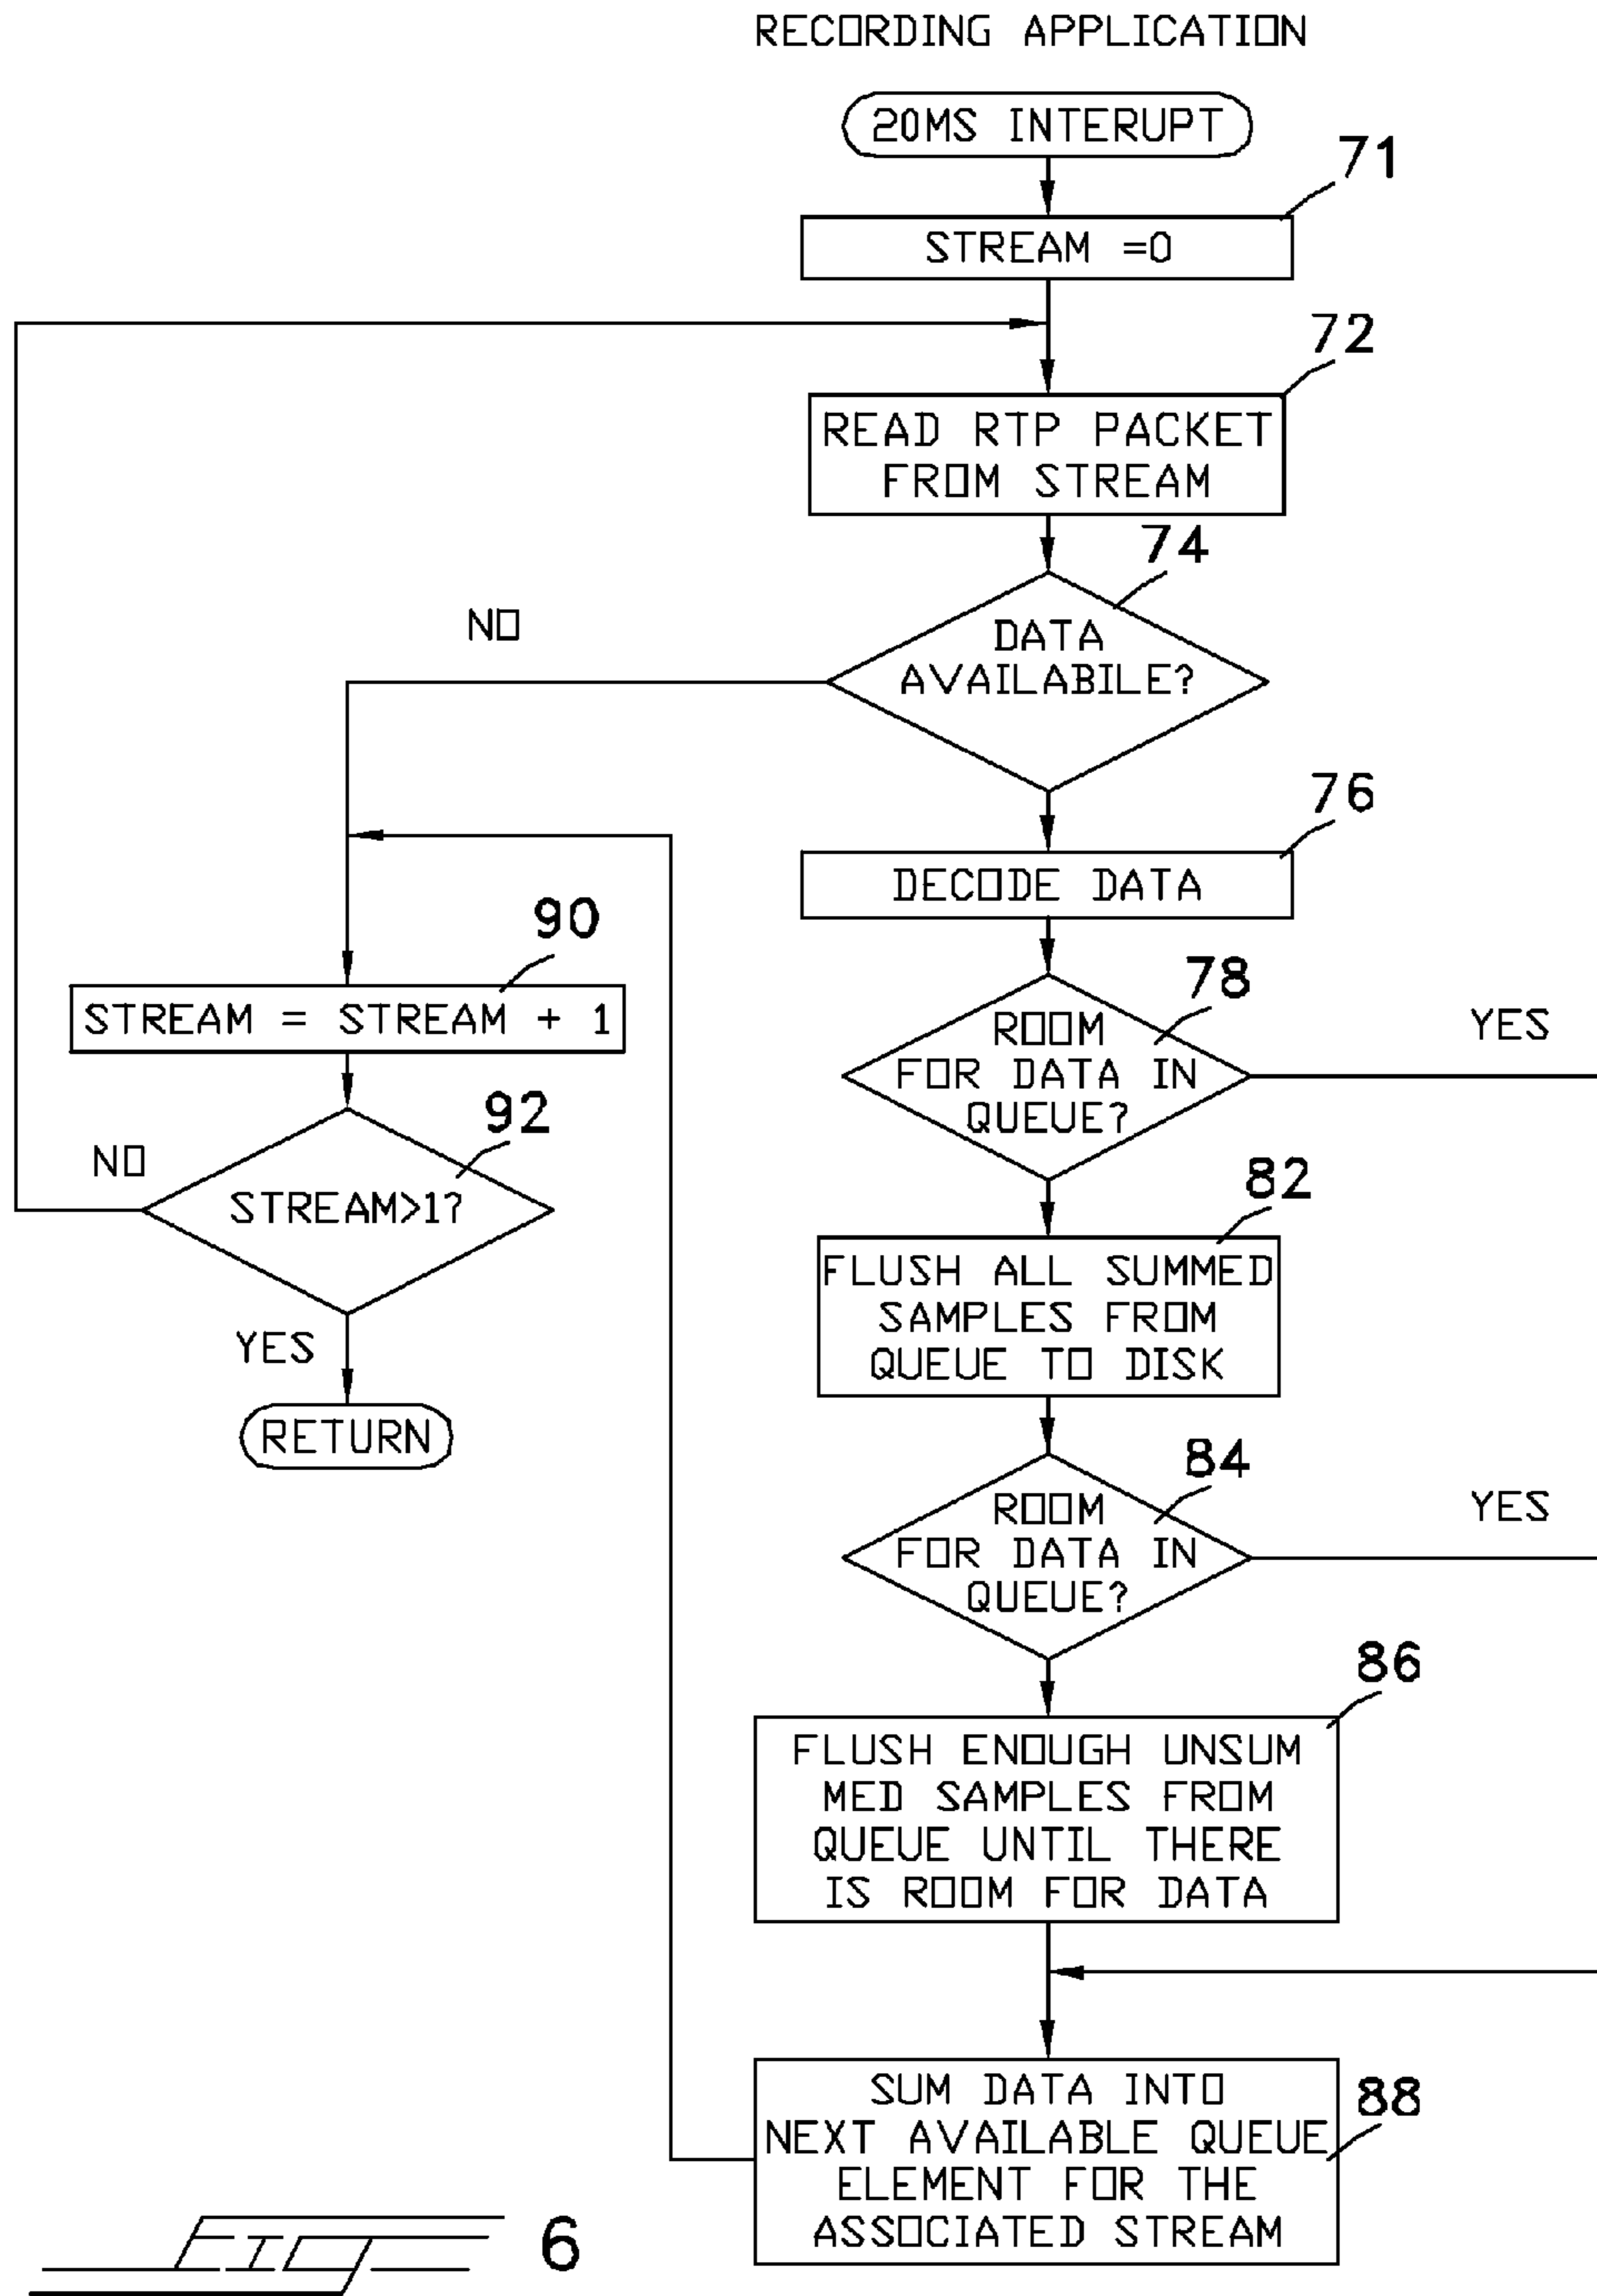 RECORDING APPLICATION
20MS INTERUPT
71
STREAM =0
72
READ RTP PACKET
FROM STREAM
74
NO
DATA
AVAILABILE?
76
DECODE DATA
90
STREAM = STREAM + 1
78
ROOM
FOR DATA IN
QUEUE?
YES
92
NO
STREAM>1?
YES
RETURN
82
FLUSH ALL SUMMED
SAMPLES FROM
QUEUE TO DISK
84
ROOM
FOR DATA IN
QUEUE?
YES
86
FLUSH ENOUGH UNSUM
MED SAMPLES FROM
QUEUE UNTIL THERE
IS ROOM FOR DATA
88
SUM DATA INTO
NEXT AVAILABLE QUEUE
ELEMENT FOR THE
ASSOCIATED STREAM
FIG 6